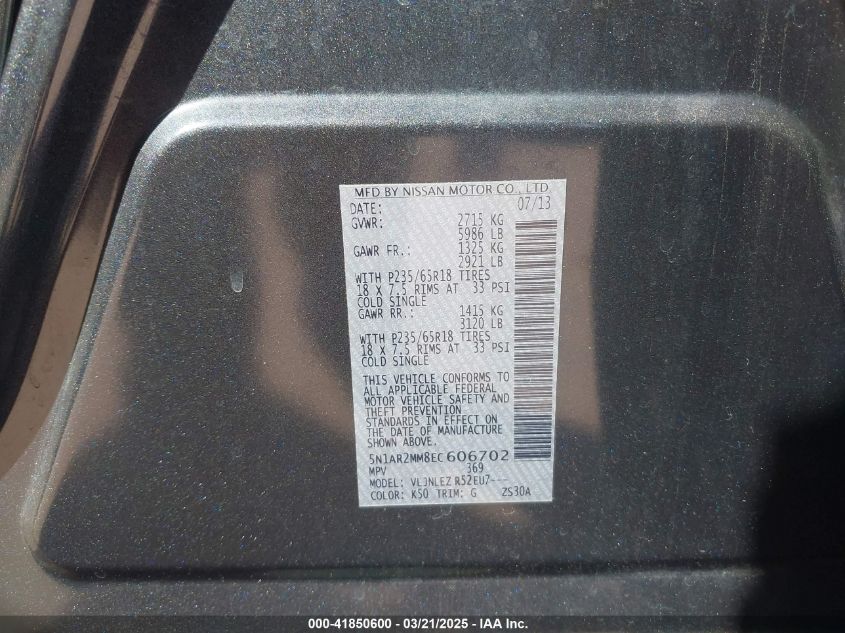 MFD BY NISSAN MOTOR CO., LTD
DATE: 07/13
GVWR: 2715 KG
5986 LB
GAWR FR.: 1325 KG
2921 LB
WITH P235/65R18 TIRES
18 X 7.5 RIMS AT 33 PSI
COLD SINGLE
GAWR RR.: 1415 KG
3120 LB
WITH P235/65R18 TIRES
18 X 7.5 RIMS AT 33 PSI
COLD SINGLE
THIS VEHICLE CONFORMS TO
ALL APPLICABLE FEDERAL
MOTOR VEHICLE SAFETY AND
THEFT PREVENTION
STANDARDS IN EFFECT ON
THE DATE OF MANUFACTURE
SHOWN ABOVE.
5N1AR2MM8EC606702
MPV 369
MODEL: VLJNLEZ R52EU7---
COLOR: K50 TRIM: G ZS30A
000-41850600 - 03/21/2025 - IAAI Inc.